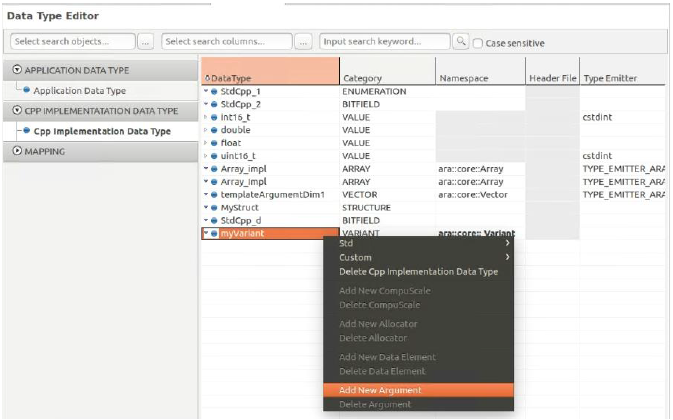 Data Type Editor
Select search objects... ... Select search columns... ... Input search keyword... Case sensitive
APPLICATION DATA TYPE
Application Data Type
CPP IMPLEMENTATATION DATA TYPE
Cpp Implementation Data Type
MAPPING
DataType Category Namespace Header File Type Emitter
StdCpp_1 ENUMERATION
StdCpp_2 BITFIELD
int16_t VALUE cstdint
double VALUE
float VALUE
uint16_t VALUE cstdint
Array_impl ARRAY ara::core::Array TYPE_EMITTER_ARA
Array_Impl ARRAY ara::core::Array TYPE_EMITTER_ARA
templateArgumentDim1 VECTOR ara::core::Vector TYPE_EMITTER_ARA
MyStruct STRUCTURE
StdCpp_d BITFIELD
myVariant VARIANT ara::core:: Variant
Std
Custom
Delete Cpp Implementation Data Type
Add New CompuScale
Delete CompuScale
Add New Allocator
Delete Allocator
Add New Data Element
Delete Data Element
Add New Argument
Delete Argument